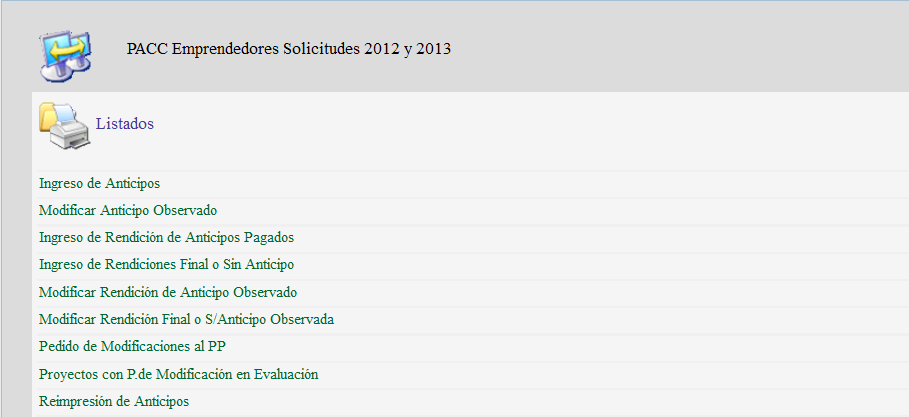 PACC Emprendedores Solicitudes 2012 y 2013
Listados
Ingreso de Anticipos
Modificar Anticipo Observado
Ingreso de Rendición de Anticipos Pagados
Ingreso de Rendiciones Final o Sin Anticipo
Modificar Rendición de Anticipo Observado
Modificar Rendición Final o S/Anticipo Observada
Pedido de Modificaciones al PP
Proyectos con P.de Modificación en Evaluación
Reimpresión de Anticipos